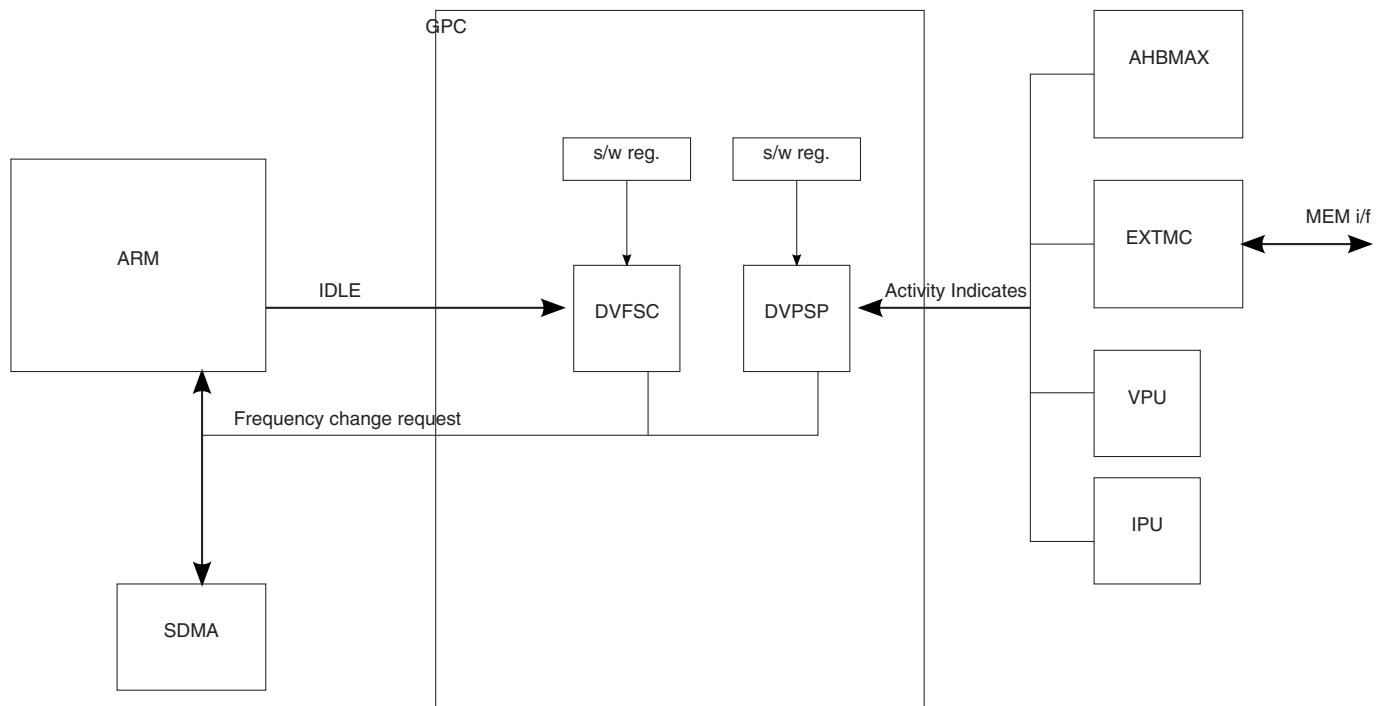 GPC
AHBMAX
s/w reg.
s/w reg.
MEM i/f
EXTMC
ARM
IDLE
Activity Indicates
DVFSC
DVPSP
VPU
Frequency change request
IPU
SDMA